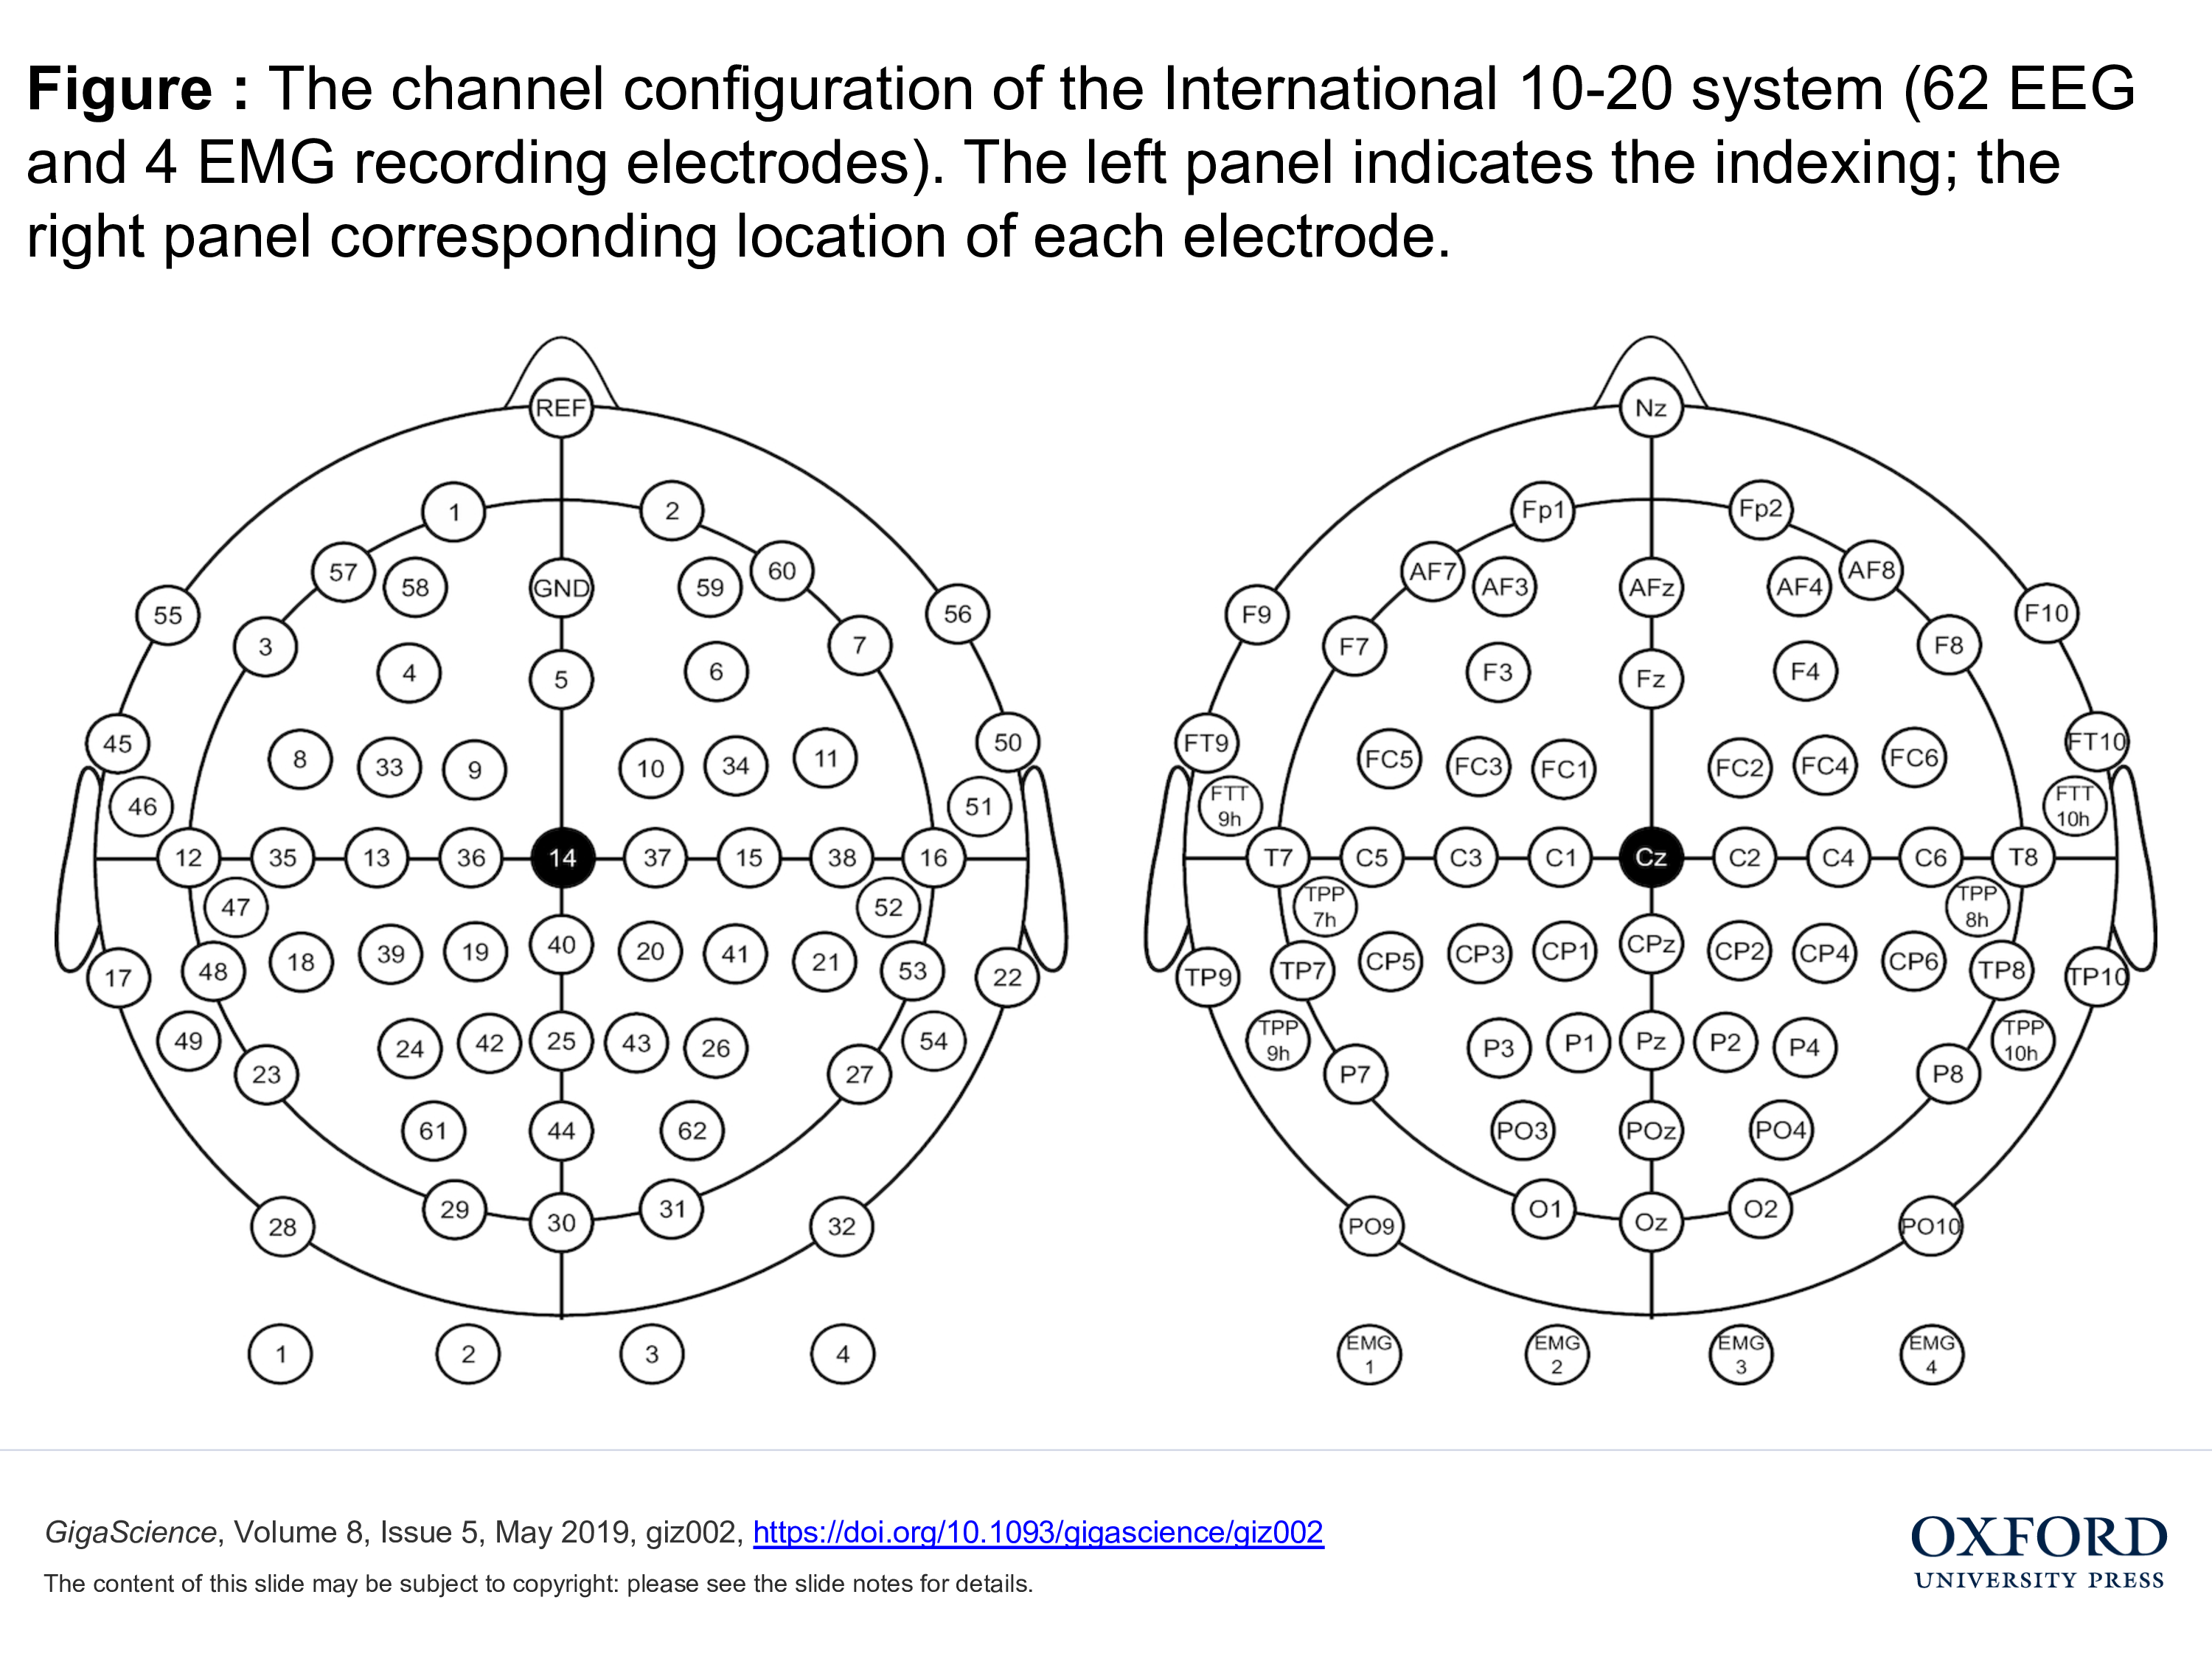 Figure : The channel configuration of the International 10-20 system (62 EEG
and 4 EMG recording electrodes). The left panel indicates the indexing; the
right panel corresponding location of each electrode.
REF
1 2
57 58 GND 59 60
55 3 4 5 6 7 56
45 8 33 9 10 34 11 50
46 51
12 35 13 36 14 37 15 38 16
47 52
17 48 18 39 19 40 20 41 21 53 22
49 24 42 25 43 26 54
23 27
61 44 62
29 30 31
28 32
1 2 3 4
Nz
Fp1 Fp2
AF7 AF3 AFz AF4 AF8
F9 F7 F3 Fz F4 F8 F10
FT9 FC5 FC3 FC1 FC2 FC4 FC6 FT10
FTT FTT
9h 10h
T7 C5 C3 C1 Cz C2 C4 C6 T8
TPP TPP
7h 8h
TP9 TP7 CP5 CP3 CP1 CPz CP2 CP4 CP6 TP8 TP10
TPP TPP
9h 10h
P3 P1 Pz P2 P4
P7 P8
PO3 POz PO4
O1 Oz O2
PO9 PO10
EMG EMG EMG EMG
1 2 3 4
GigaScience, Volume 8, Issue 5, May 2019, giz002, https://doi.org/10.1093/gigascience/giz002
The content of this slide may be subject to copyright: please see the slide notes for details.
OXFORD
UNIVERSITY PRESS